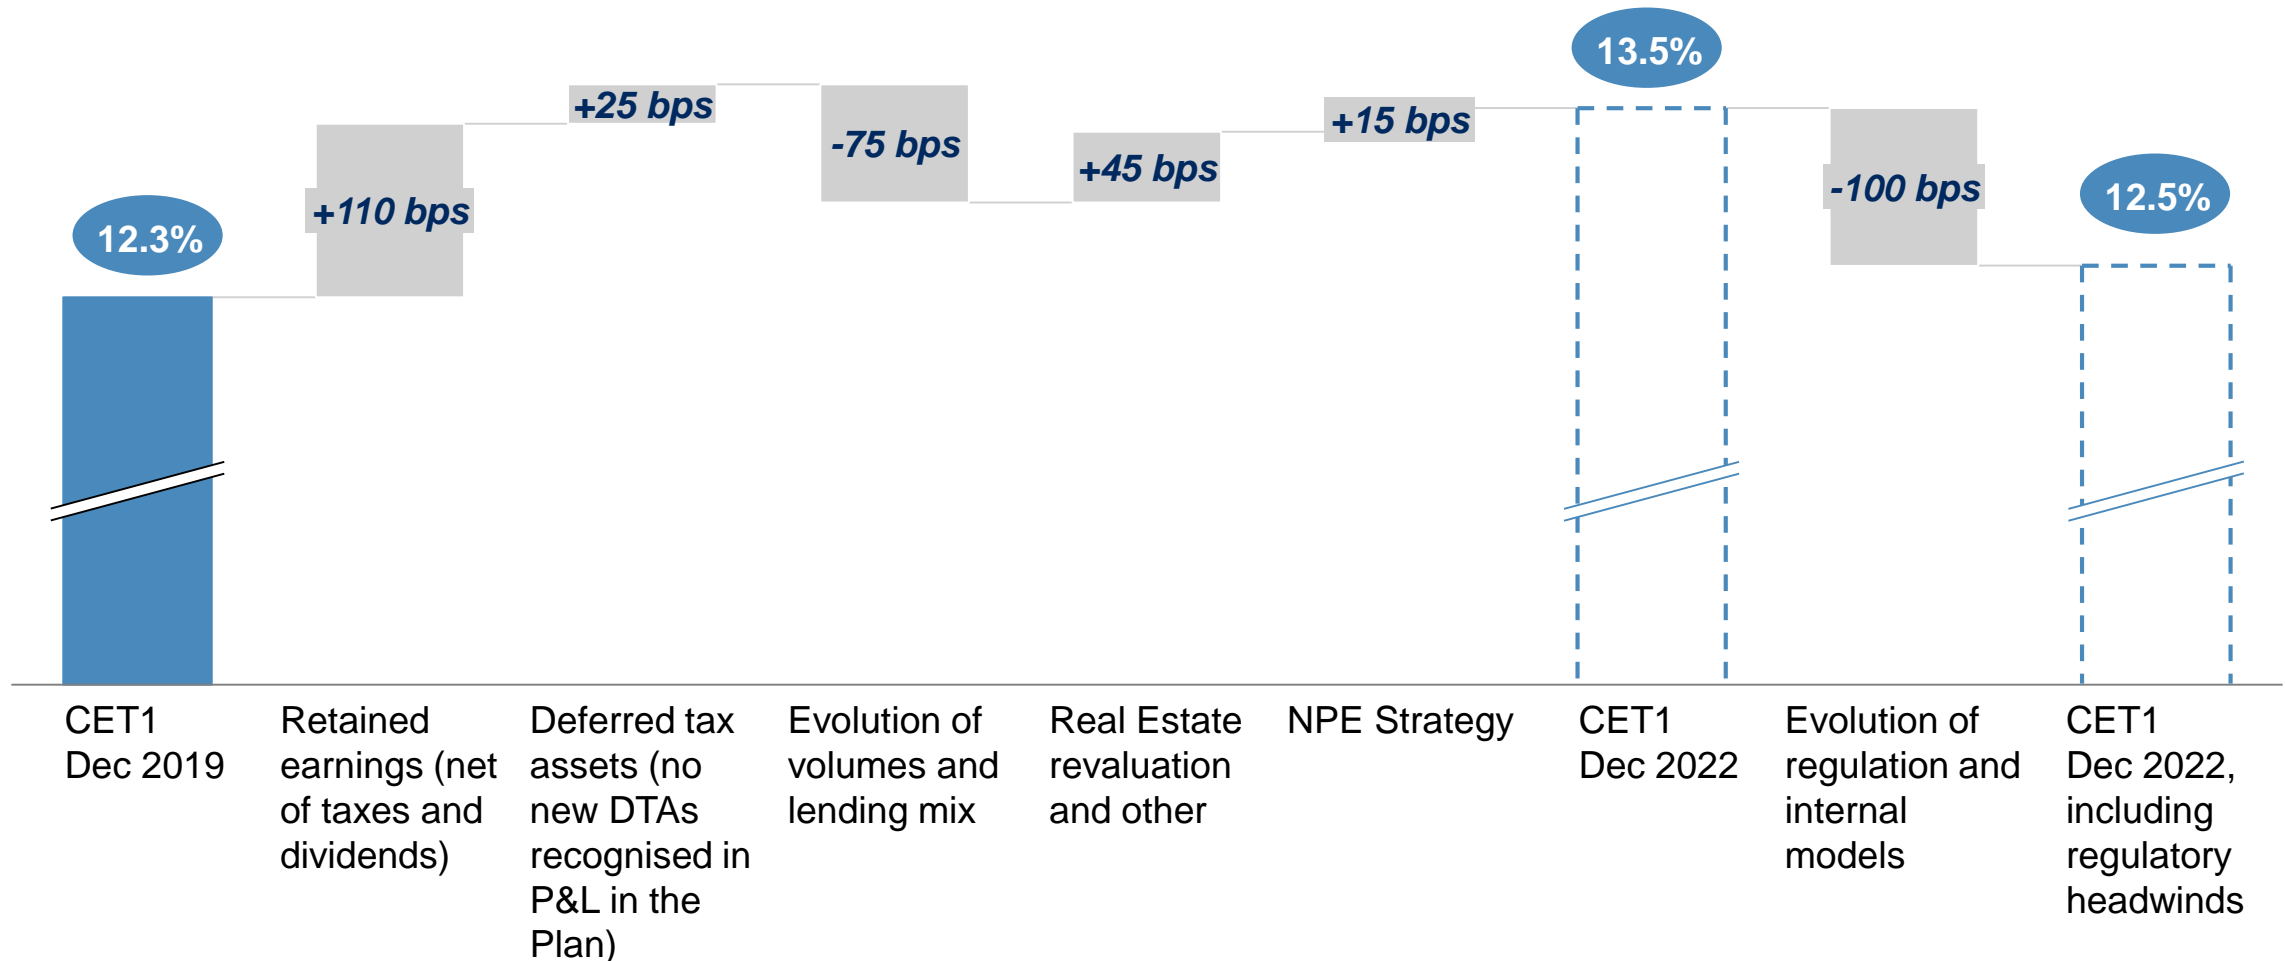 13.5%
+25 bps
+15 bps
-75 bps
+45 bps
-100 bps
12.5%
+110 bps
12.3%
CET1
Dec 2019
Retained
earnings (net
of taxes and
dividends)
Deferred tax
assets (no
new DTAs
recognised in
P&L in the
Plan)
Evolution of
volumes and
lending mix
Real Estate
revaluation
and other
NPE Strategy
CET1
Dec 2022
Evolution of
regulation and
internal
models
CET1
Dec 2022,
including
regulatory
headwinds